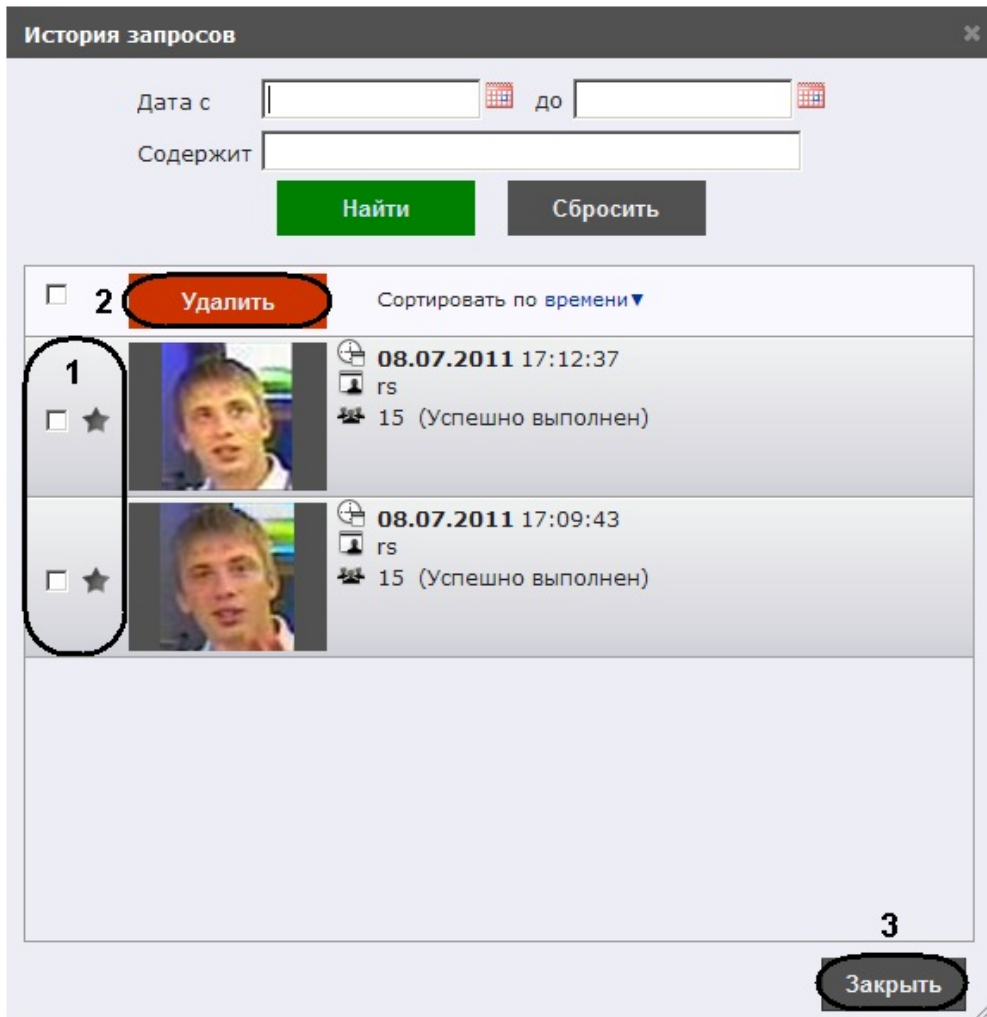 История запросов
Дата с до
Содержит
Найти Сбросить
2 Удалить Сортировать по времени▼
1
08.07.2011 17:12:37
rs
15 (Успешно выполнен)
08.07.2011 17:09:43
rs
15 (Успешно выполнен)
3
Закрыть